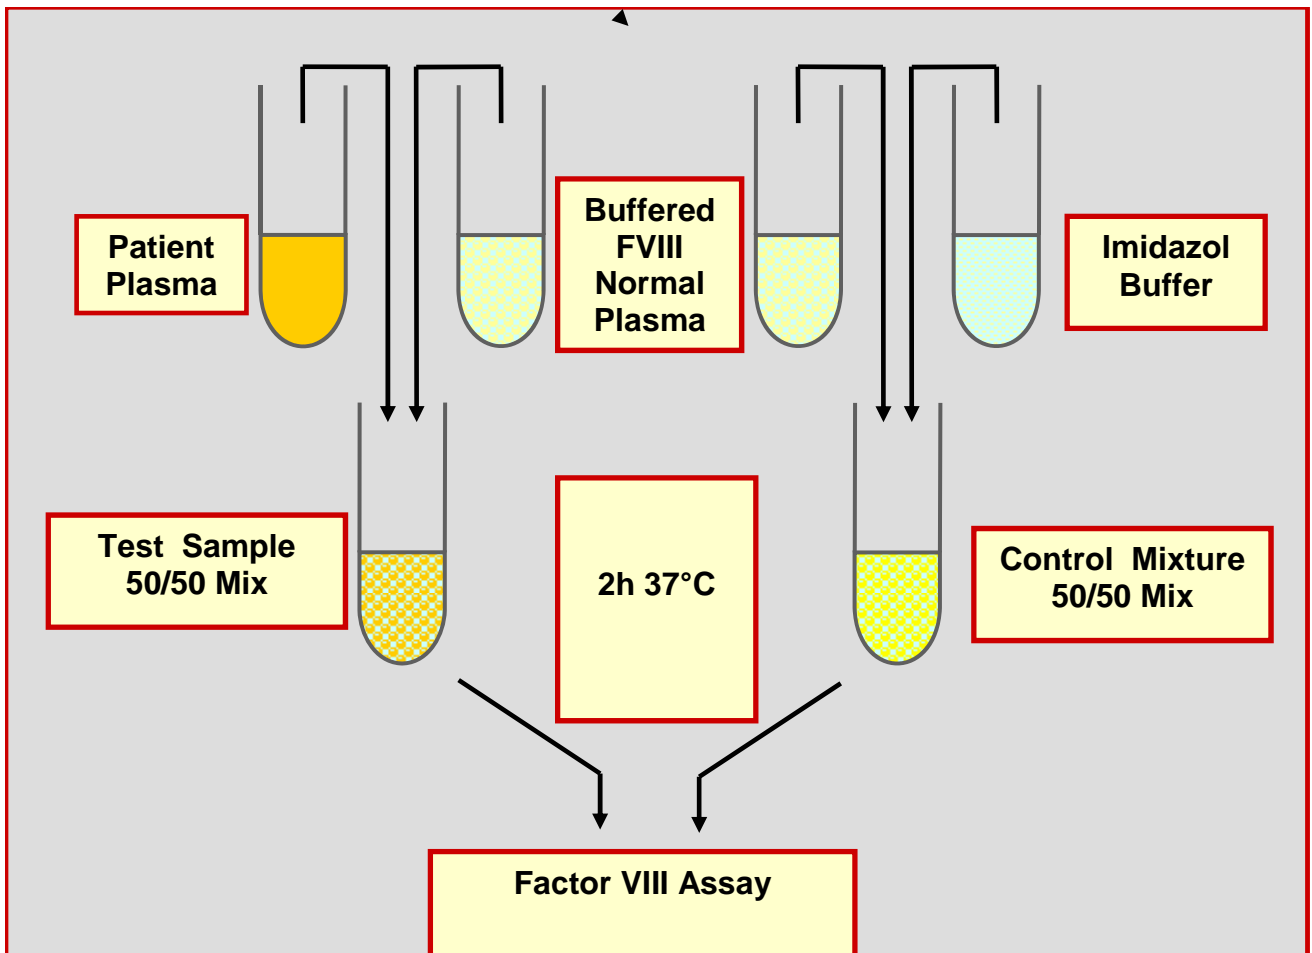 Patient
Plasma
Buffered
FVIII
Normal
Plasma
Imidazol
Buffer
Test Sample
50/50 Mix
2h 37°C
Control Mixture
50/50 Mix
Factor VIII Assay